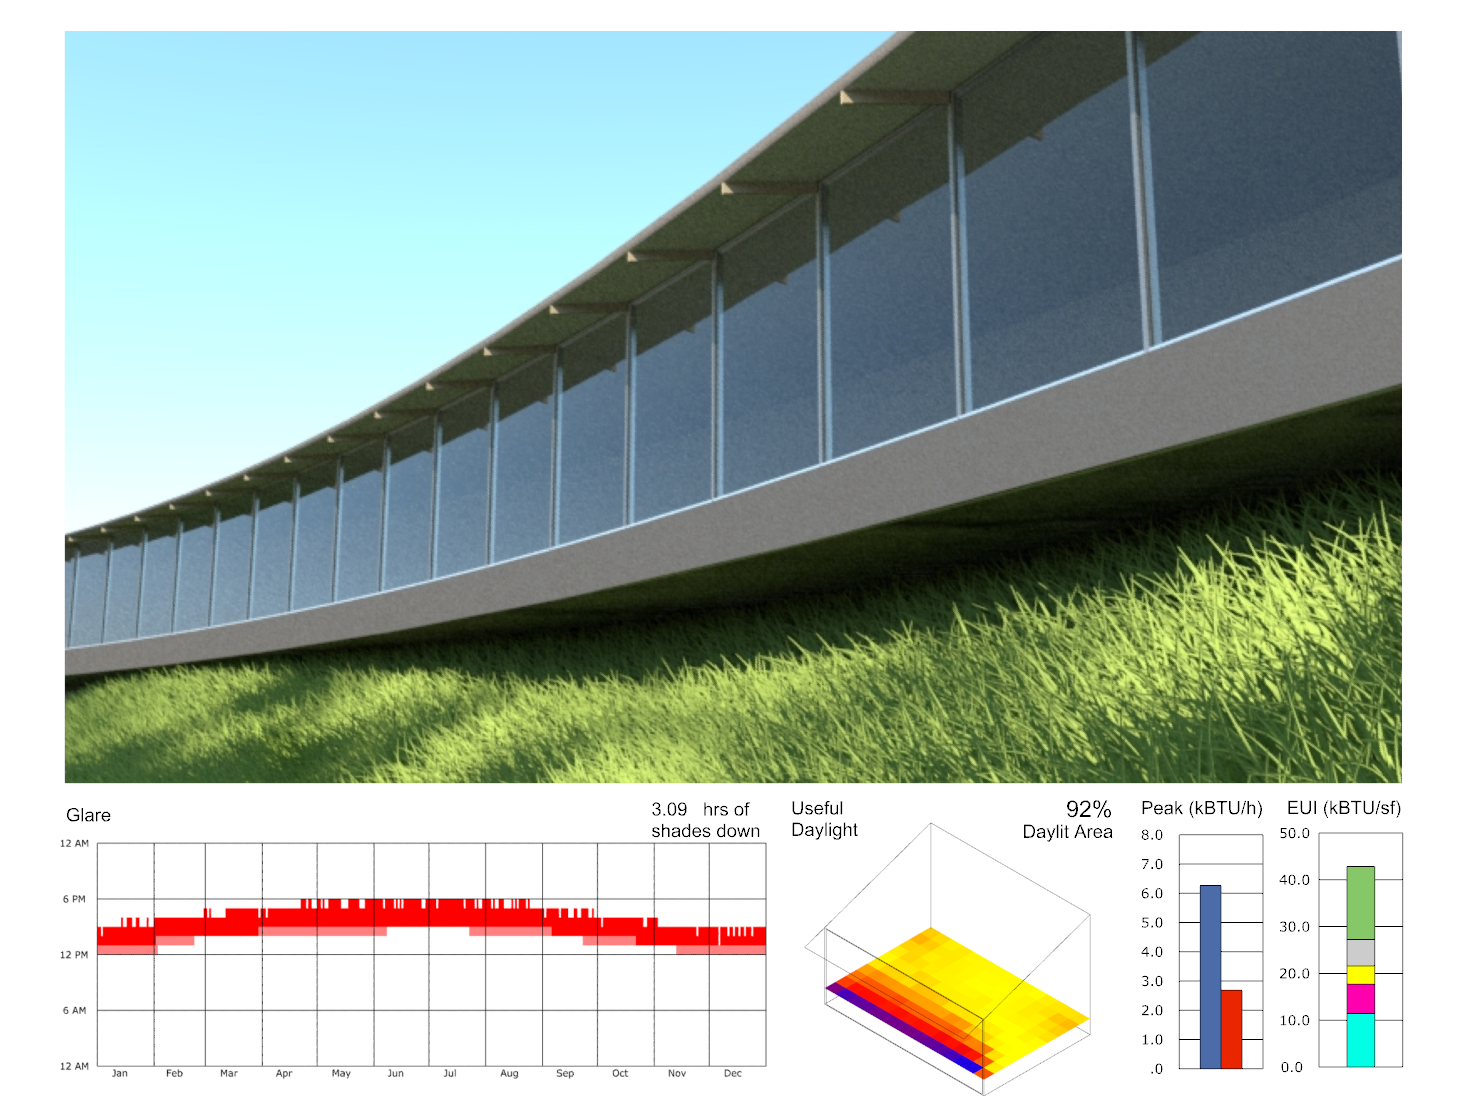 Glare
3.09 hrs of
shades down
12 AM
6 PM
12 PM
6 AM
12 AM
Jan Feb Mar Apr May Jun Jul Aug Sep Oct Nov Dec
Useful
Daylight
92%
Daylit Area
Peak (kBTU/h)
8.0
7.0
6.0
5.0
4.0
3.0
2.0
1.0
.0
EUI (kBTU/sf)
50.0
40.0
30.0
20.0
10.0
0.0